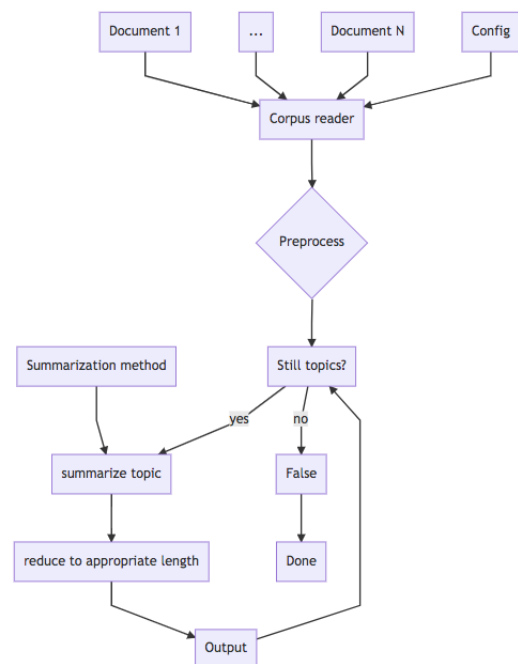 Document 1
...
Document N
Config
Corpus reader
Preprocess
Summarization method
Still topics?
yes
no
summarize topic
False
reduce to appropriate length
Done
Output